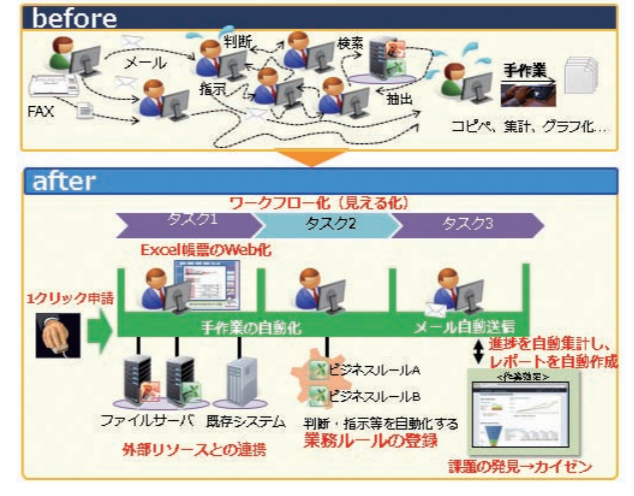 before
メール
判断
検索
指示
抽出
手作業
FAX
コピペ、集計、グラフ化...
after
ワークフロー化（見える化）
タスク1
タスク2
タスク3
Excel帳票のWeb化
1クリック申請
手作業の自動化
メール自動送信
進捗を自動集計し、
レポートを自動作成
ビジネスルールA
ビジネスルールB
ファイルサーバ
既存システム
判断・指示等を自動化する
業務ルールの登録
外部リソースとの連携
課題の発見→カイゼン